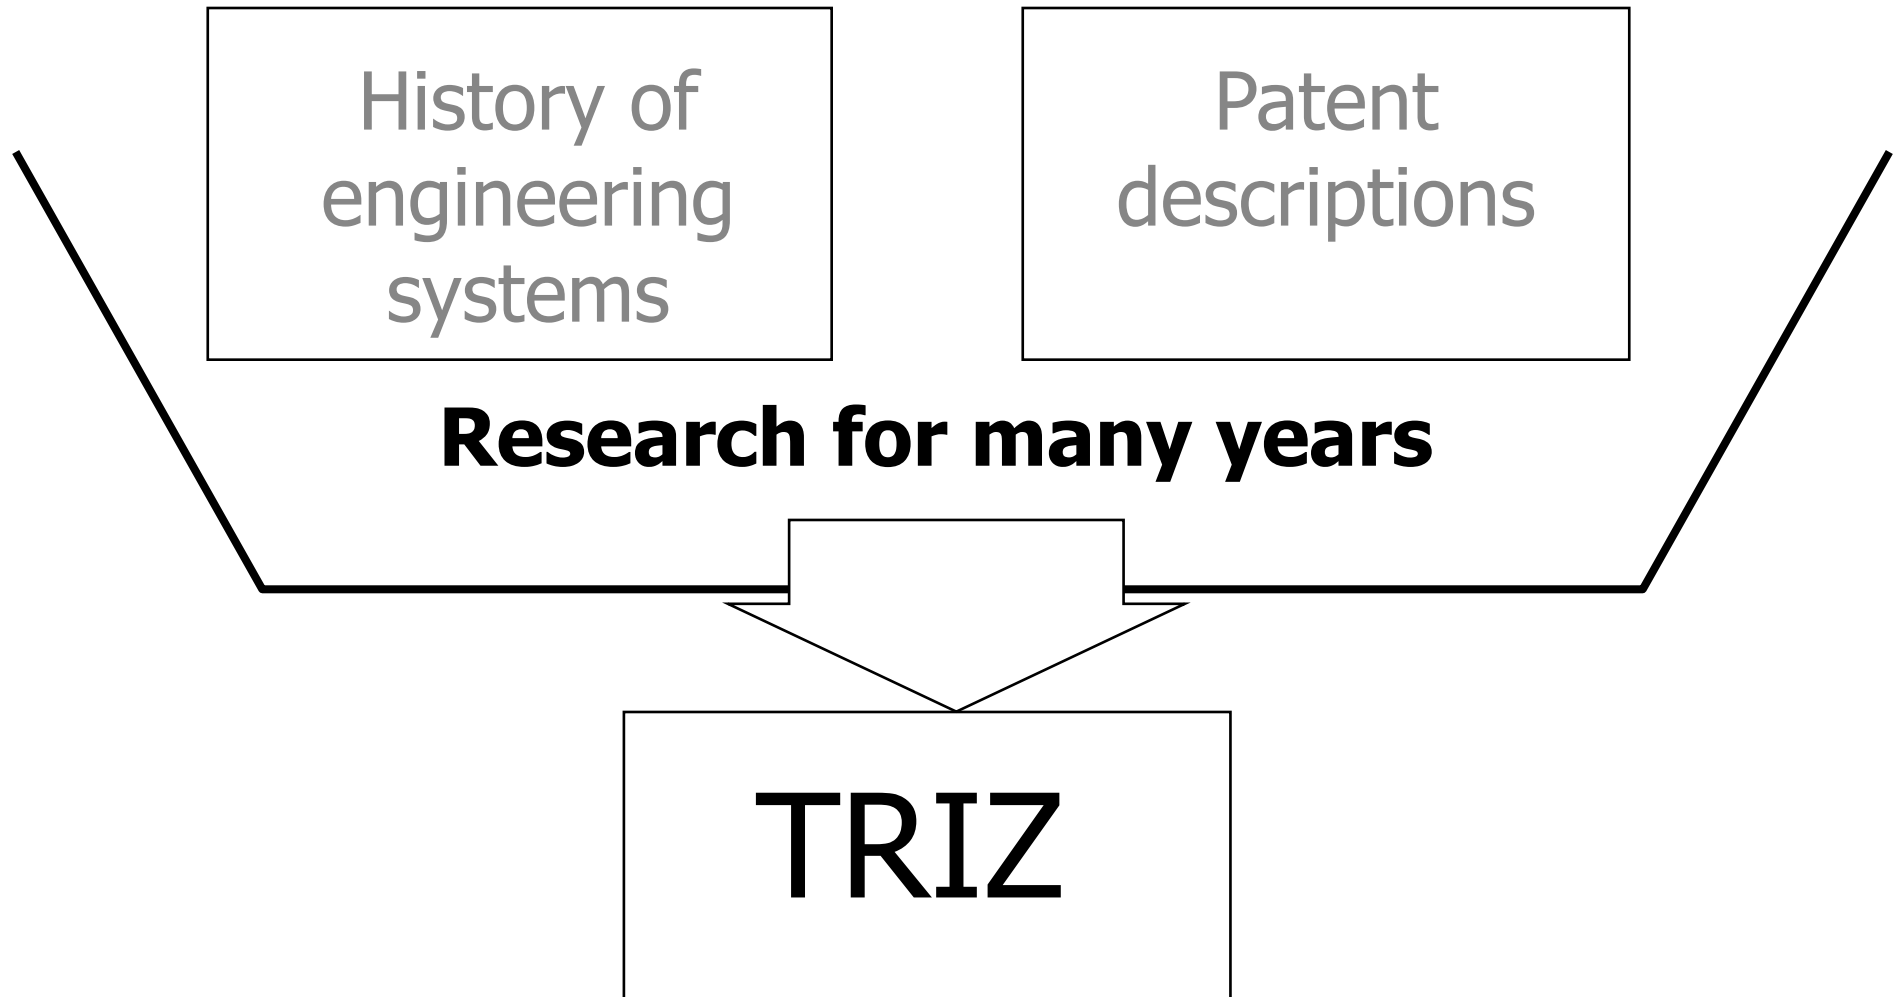 History of
engineering
systems
Patent
descriptions
Research for many years
TRIZ